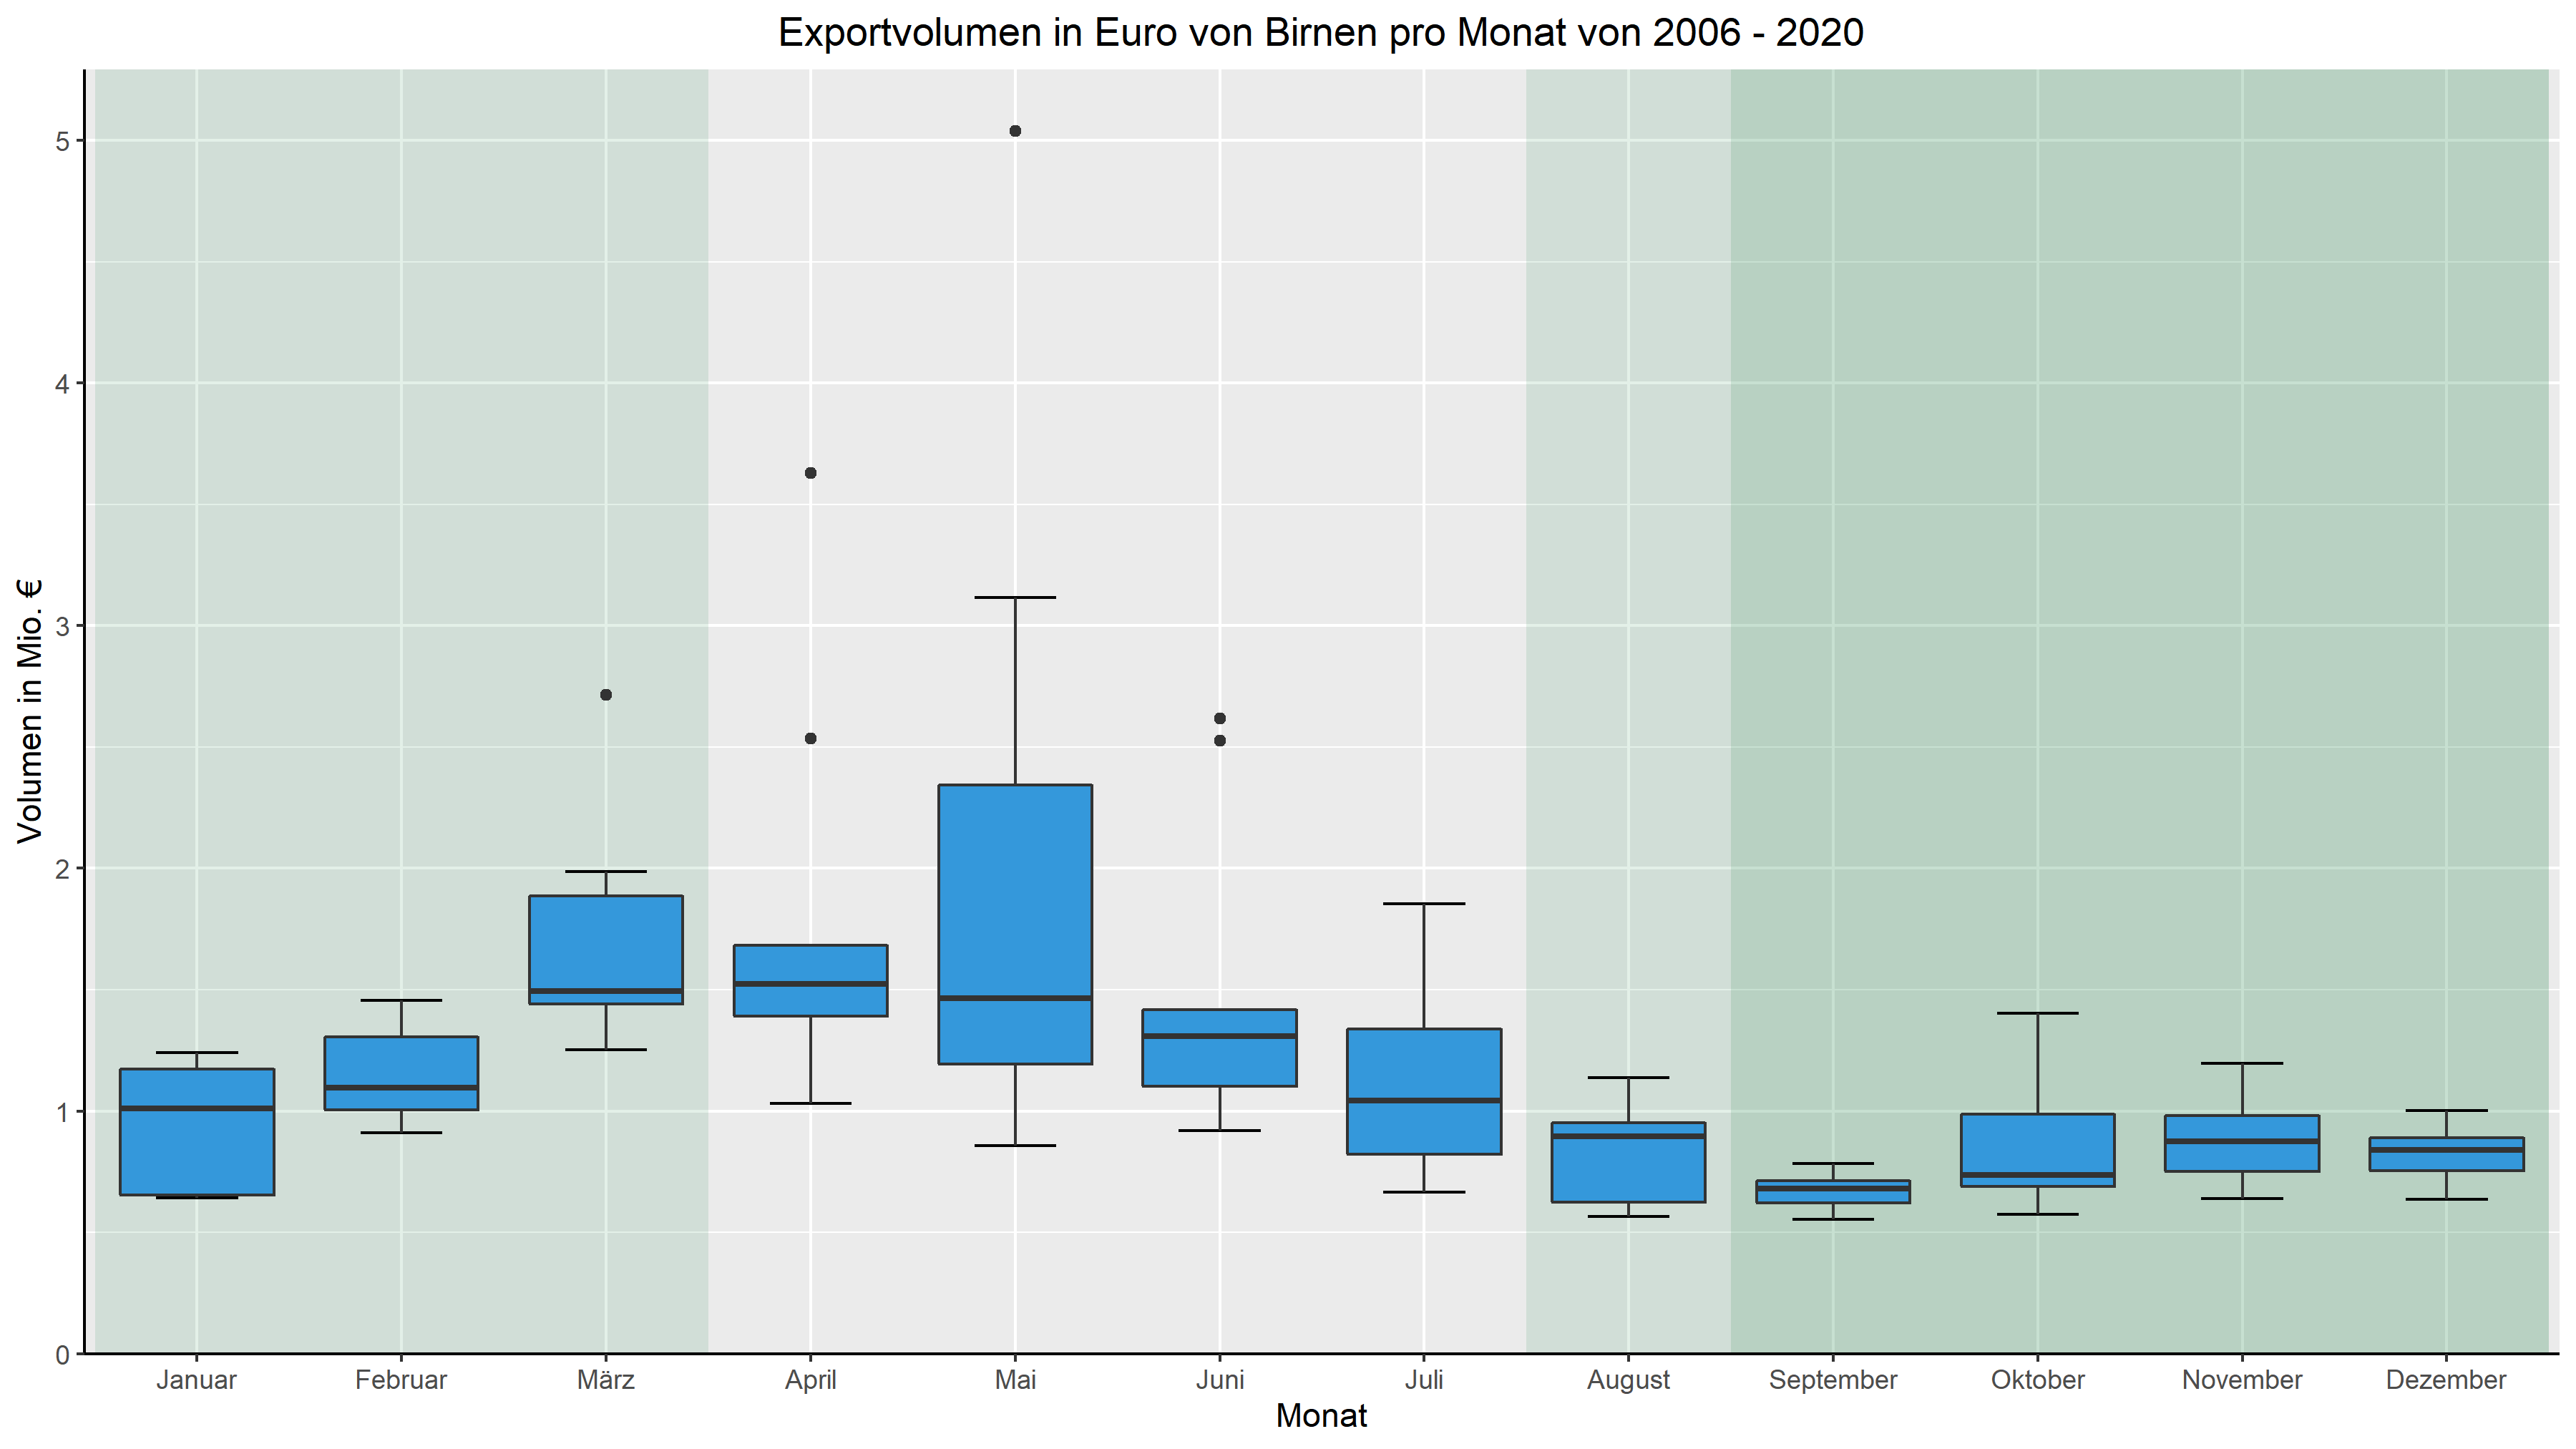 Exportvolumen in Euro von Birnen pro Monat von 2006 - 2020
Volumen in Mio. €
5
4
3
2
1
0
Januar Februar März April Mai Juni Juli August September Oktober November Dezember
Monat